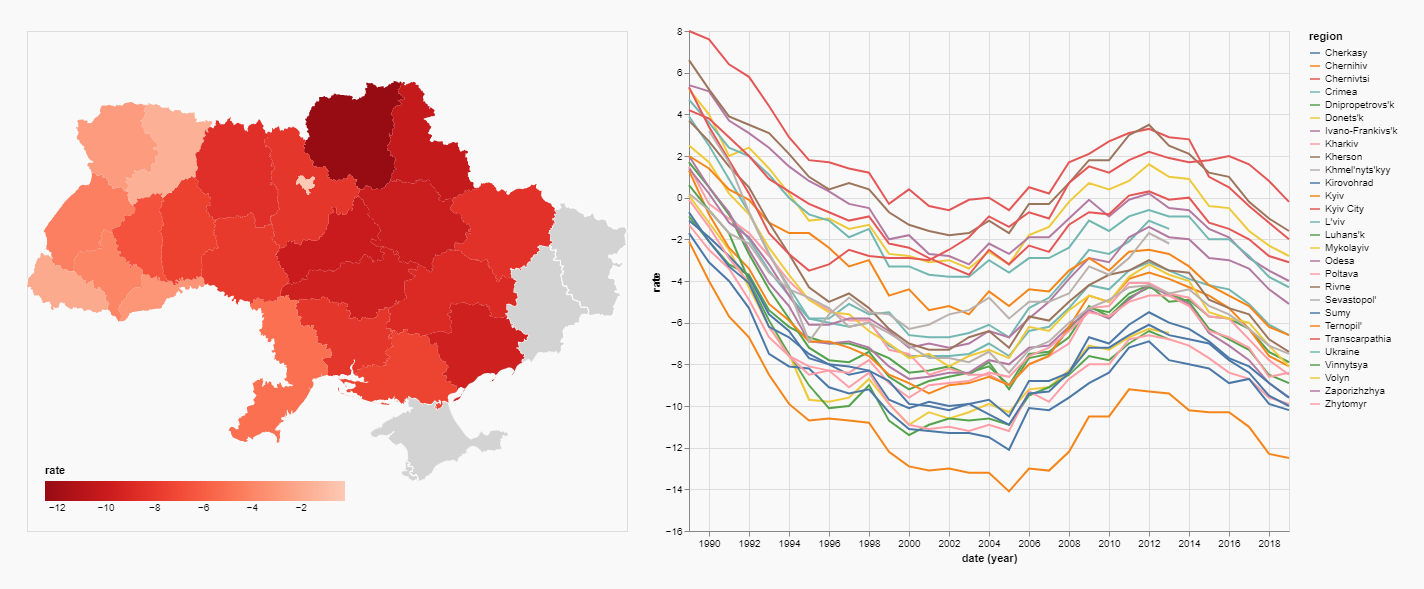 rate
−12 −10 −8 −6 −4 −2
8
6
4
2
0
−2
−4
−6
−8
−10
−12
−14
−16
rate
1990 1992 1994 1996 1998 2000 2002 2004 2006 2008 2010 2012 2014 2016 2018
date (year)
region
Cherkasy
Chernihiv
Chernivtsi
Crimea
Dnipropetrovs'k
Donets'k
Ivano-Frankivs'k
Kharkiv
Kherson
Khmel'nyts'kyy
Kirovohrad
Kyiv
Kyiv City
L'viv
Luhans'k
Mykolayiv
Odesa
Poltava
Rivne
Sevastopol'
Sumy
Ternopil'
Transcarpathia
Ukraine
Vinnytsya
Volyn
Zaporizhzhya
Zhytomyr